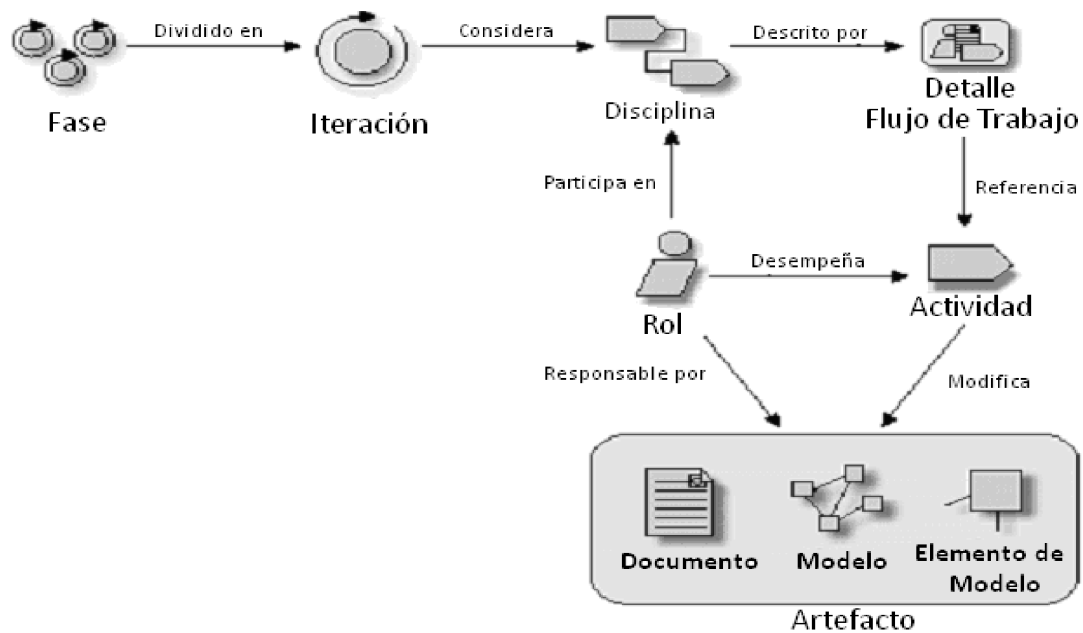 Dividido en
Considera
Descrito por
Fase
Iteración
Disciplina
Detalle
Flujo de Trabajo
Participa en
Referencia
Desempeña
Rol
Actividad
Responsable por
Modifica
Documento
Modelo
Elemento de
Modelo
Artefacto